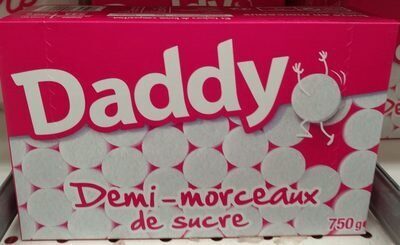 Daddy
Demi-morceaux
de sucre
750g